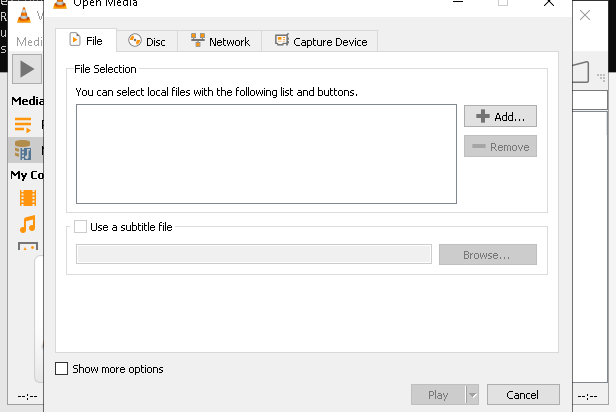 Open Media
Media
File
Disc
Network
Capture Device
File Selection
You can select local files with the following list and buttons.
Add...
Remove
Media
My Co
Use a subtitle file
Browse...
Show more options
Play
Cancel
--:--
--:--